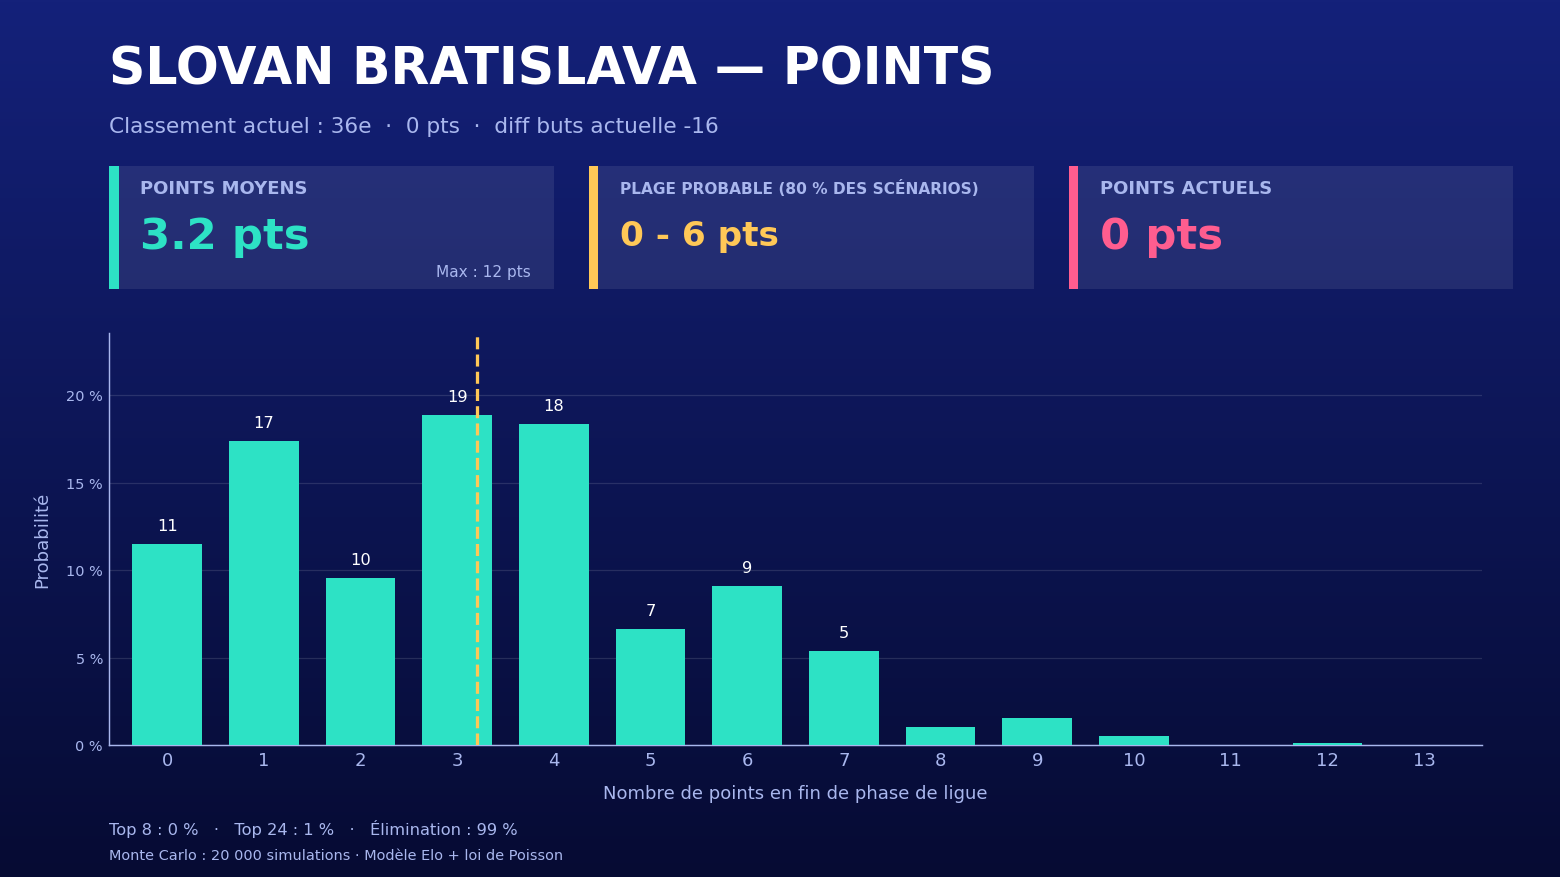 SLOVAN BRATISLAVA — POINTS
Classement actuel : 36e · 0 pts · diff buts actuelle -16
POINTS MOYENS
3.2 pts
Max : 12 pts
PLAGE PROBABLE (80 % DES SCÉNARIOS)
0 - 6 pts
POINTS ACTUELS
0 pts
Probabilité
20 %
15 %
10 %
5 %
0 %
11
17
10
19
18
7
9
5
0 1 2 3 4 5 6 7 8 9 10 11 12 13
Nombre de points en fin de phase de ligue
Top 8 : 0 % · Top 24 : 1 % · Élimination : 99 %
Monte Carlo : 20 000 simulations · Modèle Elo + loi de Poisson